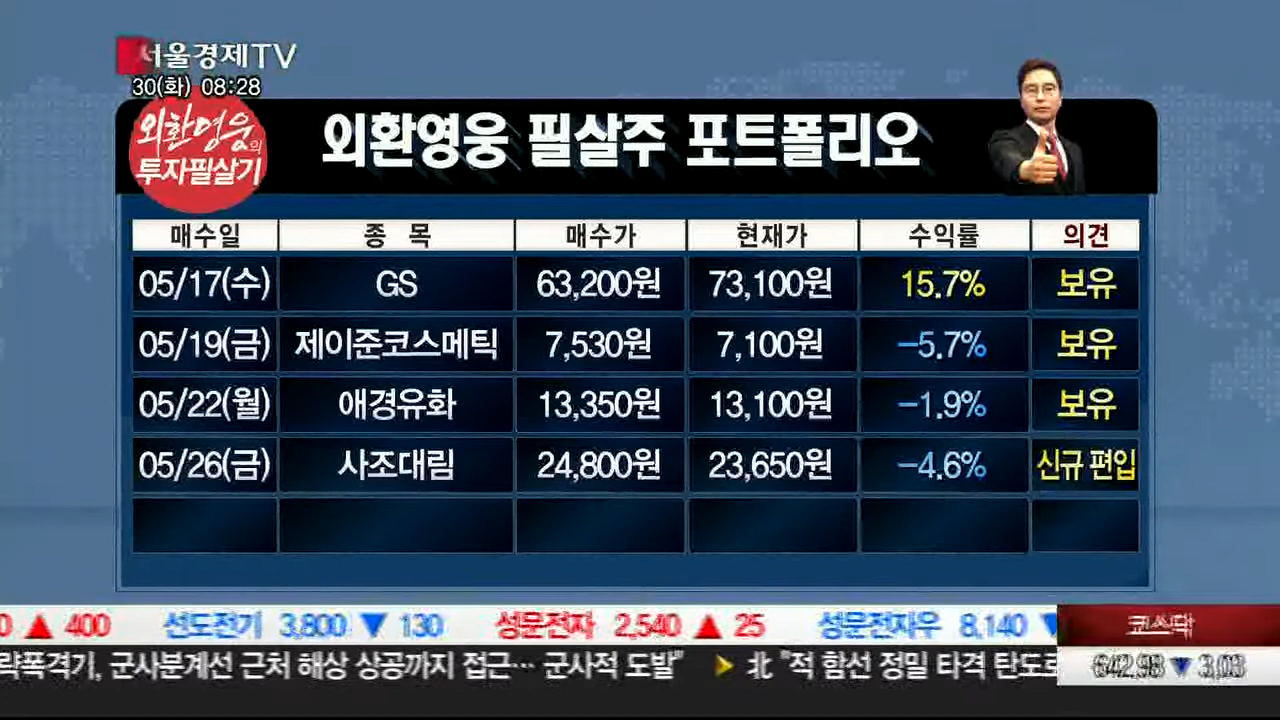 서울경제TV
30(화) 08:28
외환영웅의
투자필살기
외환영웅 필살주 포트폴리오
매수일 종 목 매수가 현재가 수익률 의견
05/17(수) GS 63,200원 73,100원 15.7% 보유
05/19(금) 제이준코스메틱 7,530원 7,100원 -5.7% 보유
05/22(월) 애경유화 13,350원 13,100원 -1.9% 보유
05/26(금) 사조대림 24,800원 23,650원 -4.6% 신규 편입
0 ▲ 400 선도전기 3,800 ▼ 130 성문전자 2,540 ▲ 25 성문전자우 8,140 ▼ 코스닥
략폭격기, 군사분계선 근처 해상 상공까지 접근… 군사적 도발" ▶ 北 "적 함선 정밀 타격 탄도로 642.98 ▼ 3.03